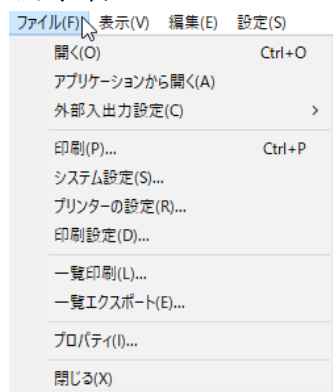 ファイル(F) 表示(V) 編集(E) 設定(S)
開く(O) Ctrl+O
アプリケーションから開く(A)
外部入出力設定(C) >
印刷(P)... Ctrl+P
システム設定(S)...
プリンターの設定(R)...
印刷設定(D)...
一覧印刷(L)...
一覧エクスポート(E)...
プロパティ(I)...
閉じる(X)